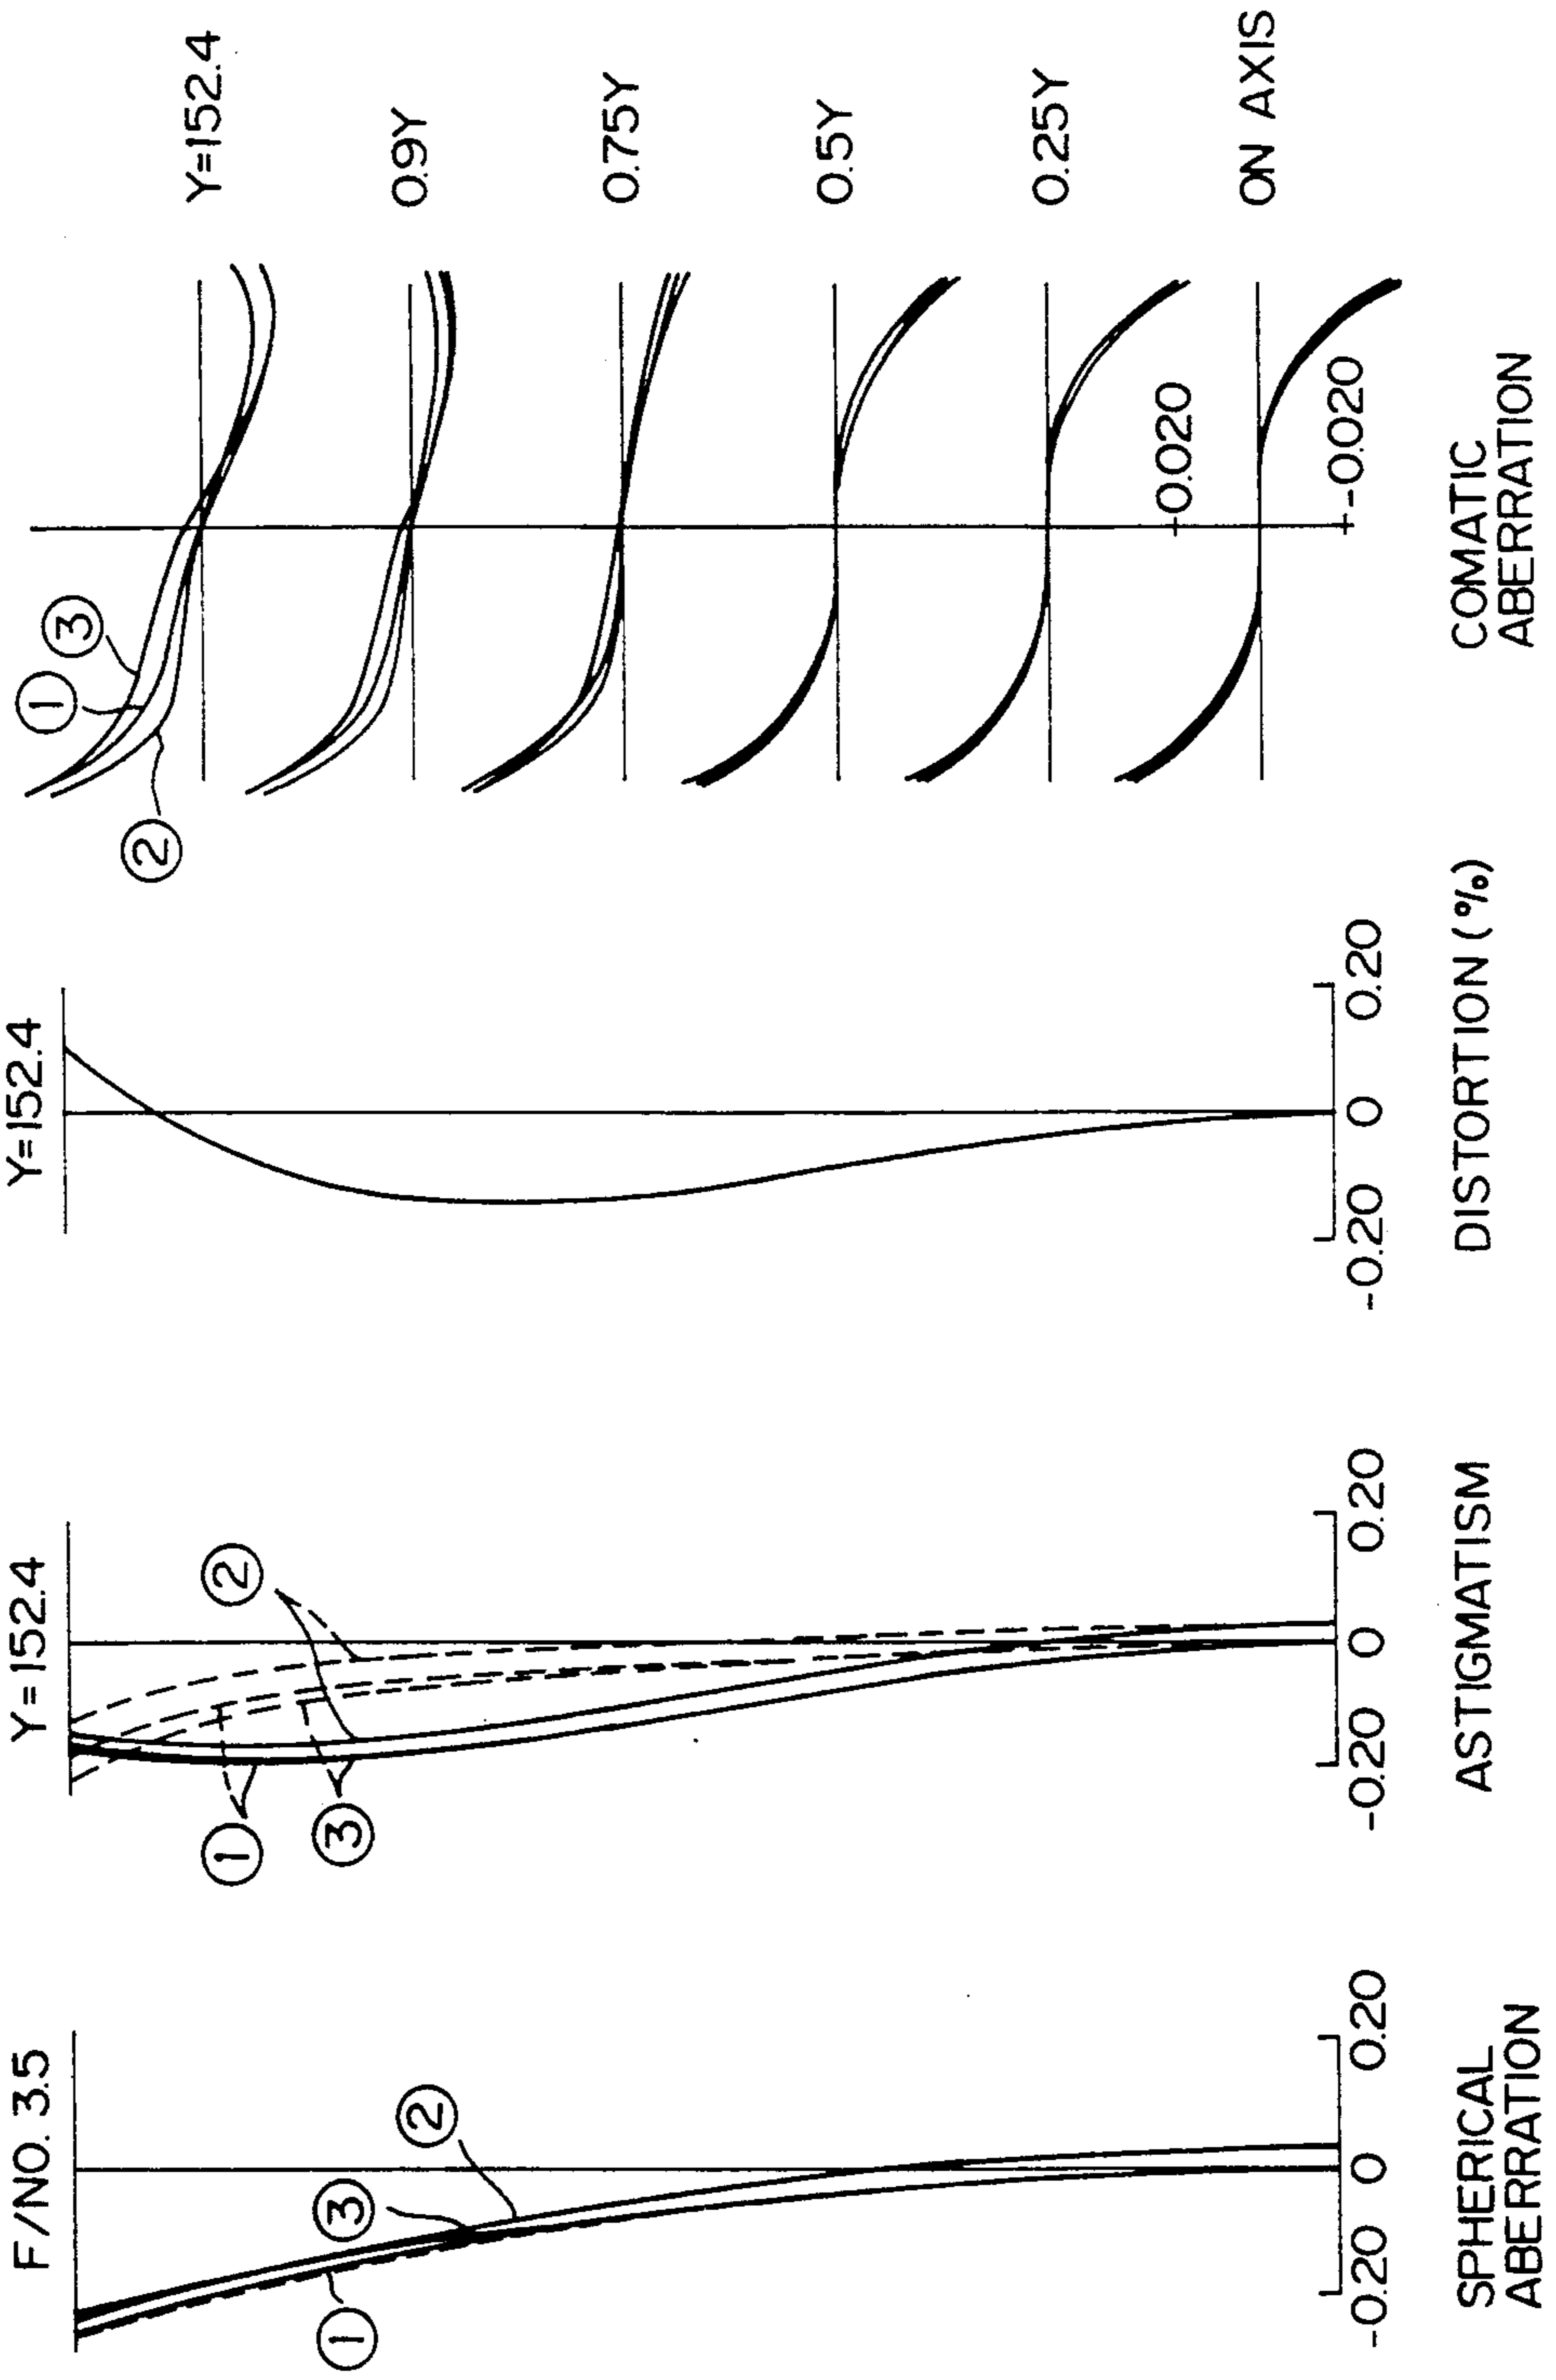 F/NO. 3.5
①
③
②
-0.20 0 0.20
SPHERICAL
ABERRATION
Y=152.4
①
③
②
-0.20 0 0.20
ASTIGMATISM
Y=152.4
-0.20 0 0.20
DISTORTION (%)
②
①
③
Y=152.4
0.9Y
0.75Y
0.5Y
0.25Y
-0.020
ON AXIS
-0.020
COMATIC
ABERRATION